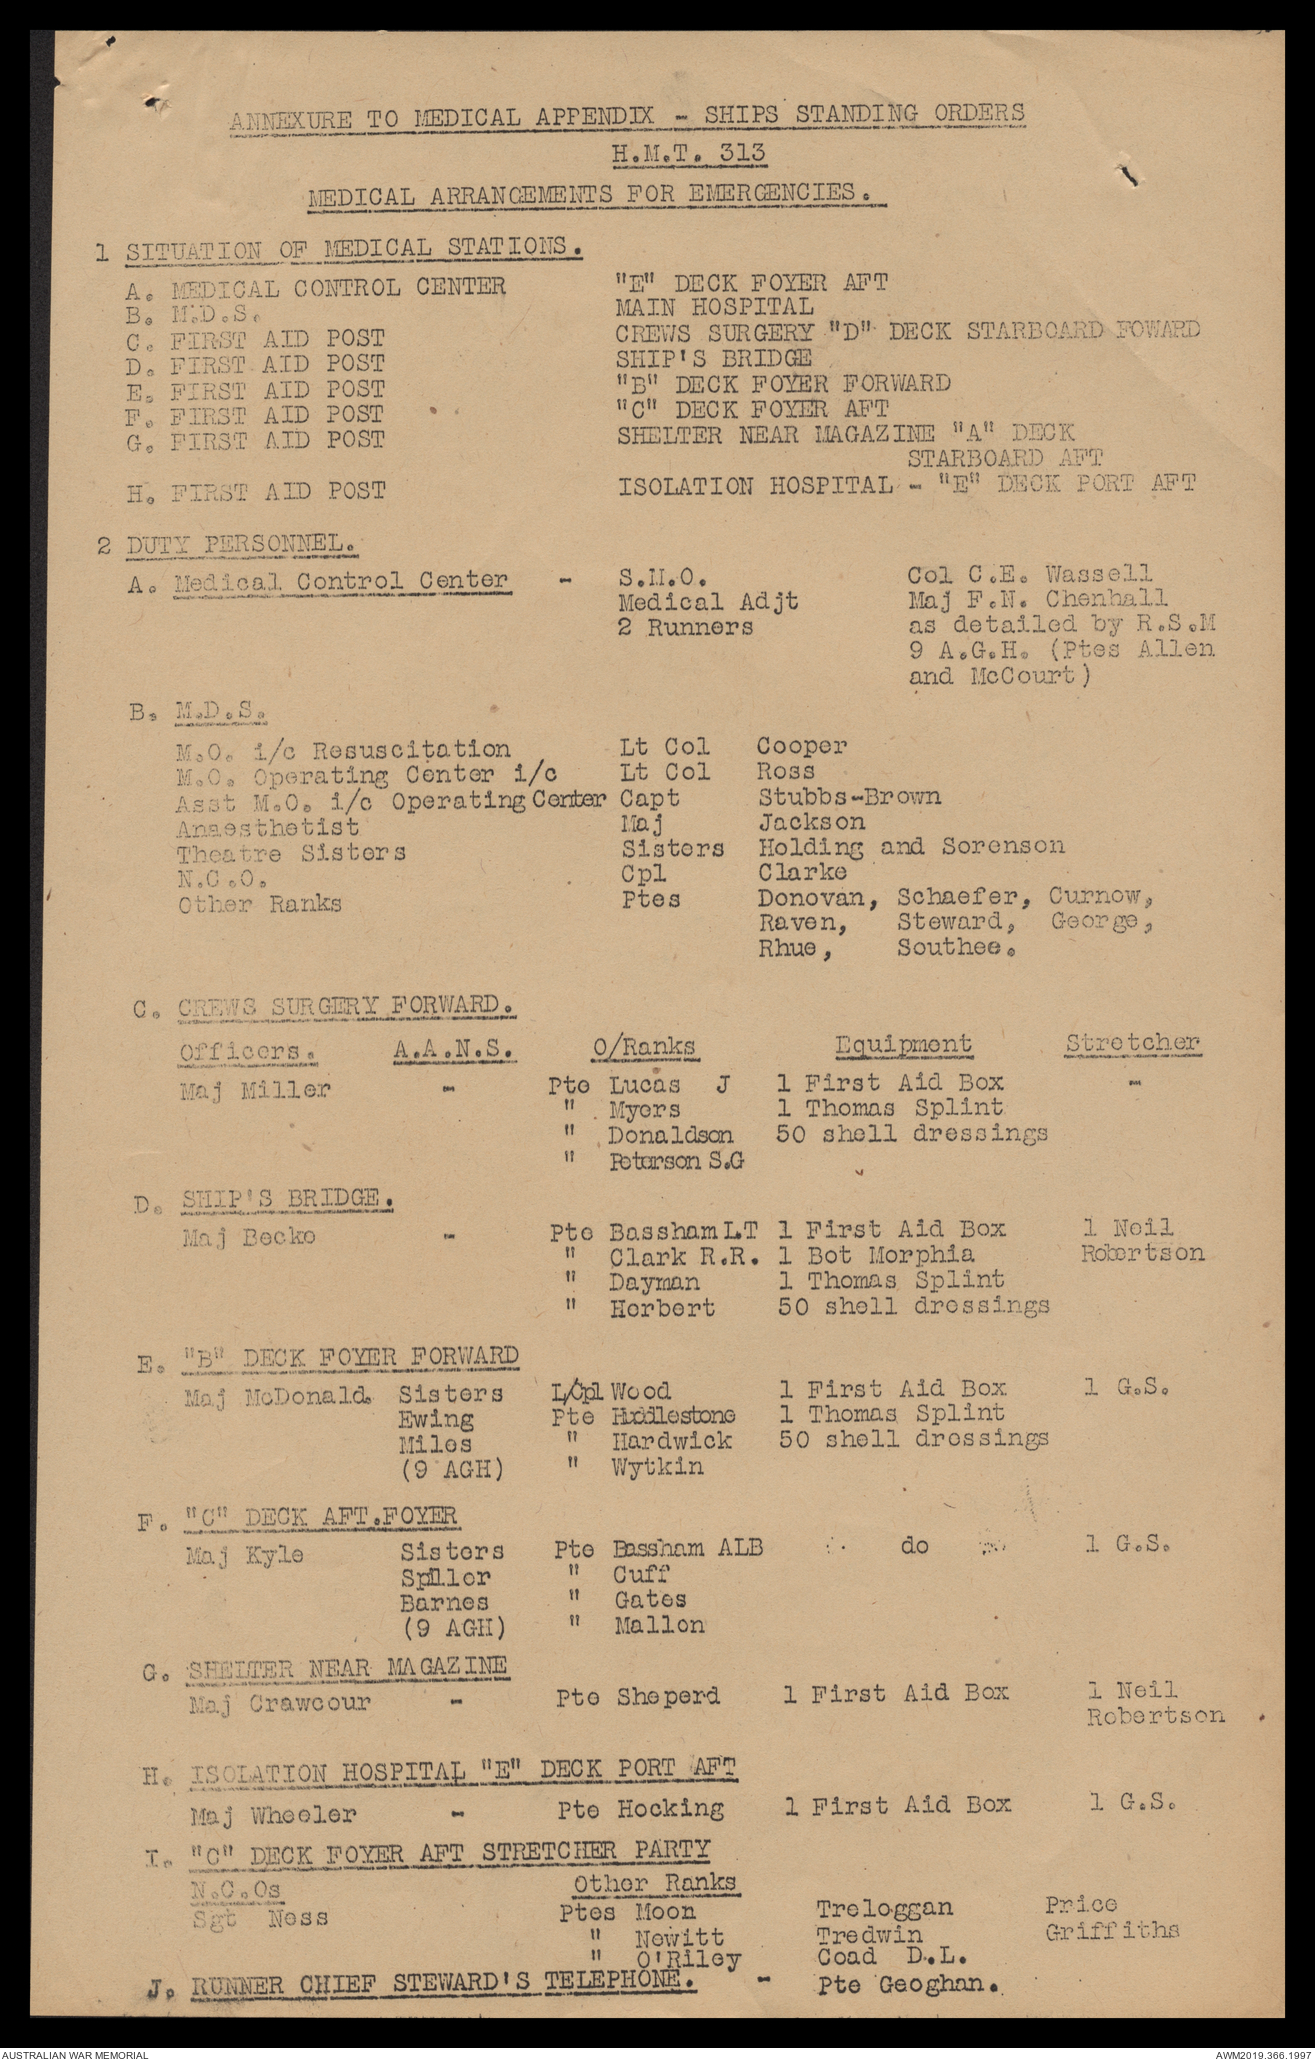 ANNEXURE TO MEDICAL APPENDIX - SHIPS STANDING ORDERS
H.M.T. 313
MEDICAL ARRANGEMENTS FOR EMERGENCIES.
1 SITUATION OF MEDICAL STATIONS.
A. MEDICAL CONTROL CENTER "E" DECK FOYER AFT
B. M.D.S. MAIN HOSPITAL
C. FIRST AID POST CREWS SURGERY "D" DECK STARBOARD FOWARD
D. FIRST AID POST SHIP'S BRIDGE
E. FIRST AID POST "B" DECK FOYER FORWARD
F. FIRST AID POST "C" DECK FOYER AFT
G. FIRST AID POST SHELTER NEAR MAGAZINE "A" DECK
STARBOARD AFT
H. FIRST AID POST ISOLATION HOSPITAL - "E" DECK PORT AFT
2 DUTY PERSONNEL.
A. Medical Control Center - S.M.O. Col C.E. Wassell
Medical Adjt Maj F.N. Chenhall
2 Runners as detailed by R.S.M
9 A.G.H. (Ptes Allen
and McCourt)
B. M.D.S.
M.O. i/c Resuscitation Lt Col Cooper
M.O. Operating Center i/c Lt Col Ross
Asst M.O. i/c Operating Center Capt Stubbs-Brown
Anaesthetist Maj Jackson
Theatre Sisters Sisters Holding and Sorenson
N.C.O. Cpl Clarke
Other Ranks Ptes Donovan, Schaefer, Curnow,
Raven, Steward, George,
Rhue, Southee.
C. CREWS SURGERY FORWARD.
Officers. A.A.N.S. O/Ranks Equipment Stretcher
Maj Miller - Pte Lucas J 1 First Aid Box -
" Myers 1 Thomas Splint
" Donaldson 50 shell dressings
" Peterson S.G
D. SHIP'S BRIDGE.
Maj Becke - Pte Bassham L.T 1 First Aid Box 1 Neil
" Clark R.R. 1 Bot Morphia Robertson
" Dayman 1 Thomas Splint
" Herbert 50 shell dressings
E. "B" DECK FOYER FORWARD
Maj McDonald. Sisters L/Cpl Wood 1 First Aid Box 1 G.S.
Ewing Pte Huddlestone 1 Thomas Splint
Miles " Hardwick 50 shell dressings
(9 AGH) " Wytkin
F. "C" DECK AFT.FOYER
Maj Kyle Sisters Pte Bassham ALB do 1 G.S.
Spiller " Cuff
Barnes " Gates
(9 AGH) " Mallon
G. SHELTER NEAR MAGAZINE
Maj Crawcour - Pte Sheperd 1 First Aid Box 1 Neil
Robertson
H. ISOLATION HOSPITAL "E" DECK PORT AFT
Maj Wheeler - Pte Hocking 1 First Aid Box 1 G.S.
I. "C" DECK FOYER AFT STRETCHER PARTY
N.C.Os Other Ranks
Sgt Ness Ptes Moon Treloggan Price
" Newitt Tredwin Griffiths
" O'Riley Coad D.L.
J. RUNNER CHIEF STEWARD'S TELEPHONE. - Pte Geoghan.
AUSTRALIAN WAR MEMORIAL AWM2019.366.1997